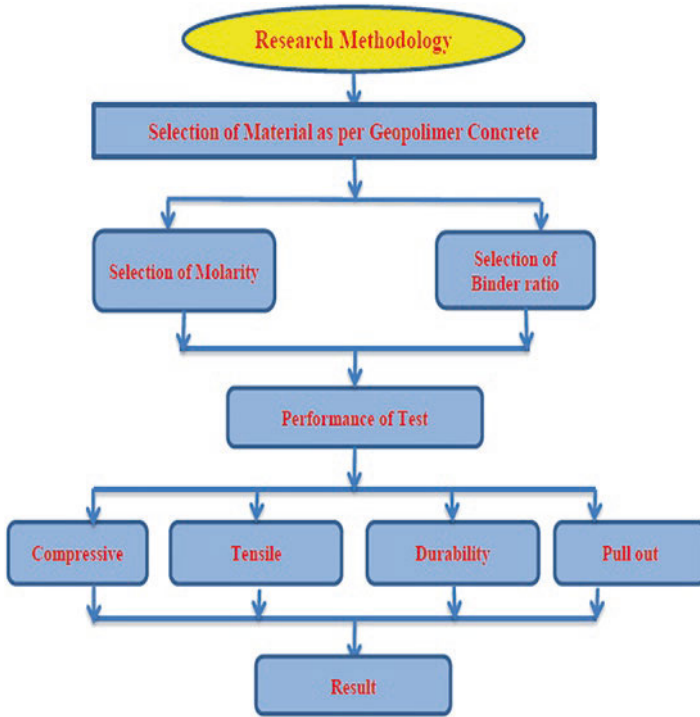 Research Methodology
Selection of Material as per Geopolimer Concrete
Selection of Molarity
Selection of
Binder ratio
Performance of Test
Compressive
Tensile
Durability
Pull out
Result